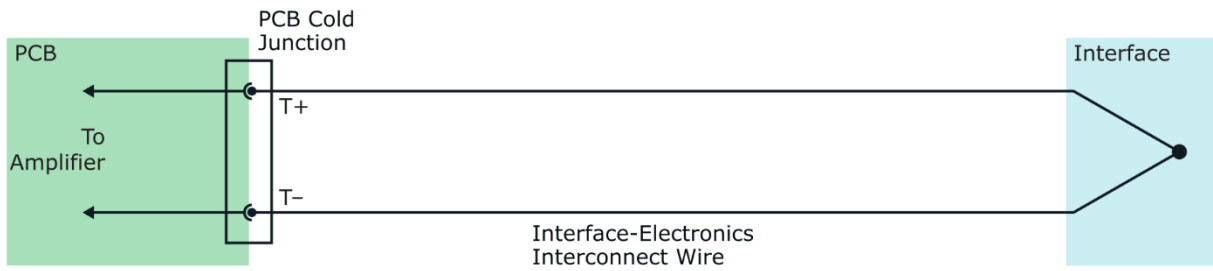 PCB Cold
Junction
PCB
Interface
T+
To
Amplifier
T–
Interface-Electronics
Interconnect Wire